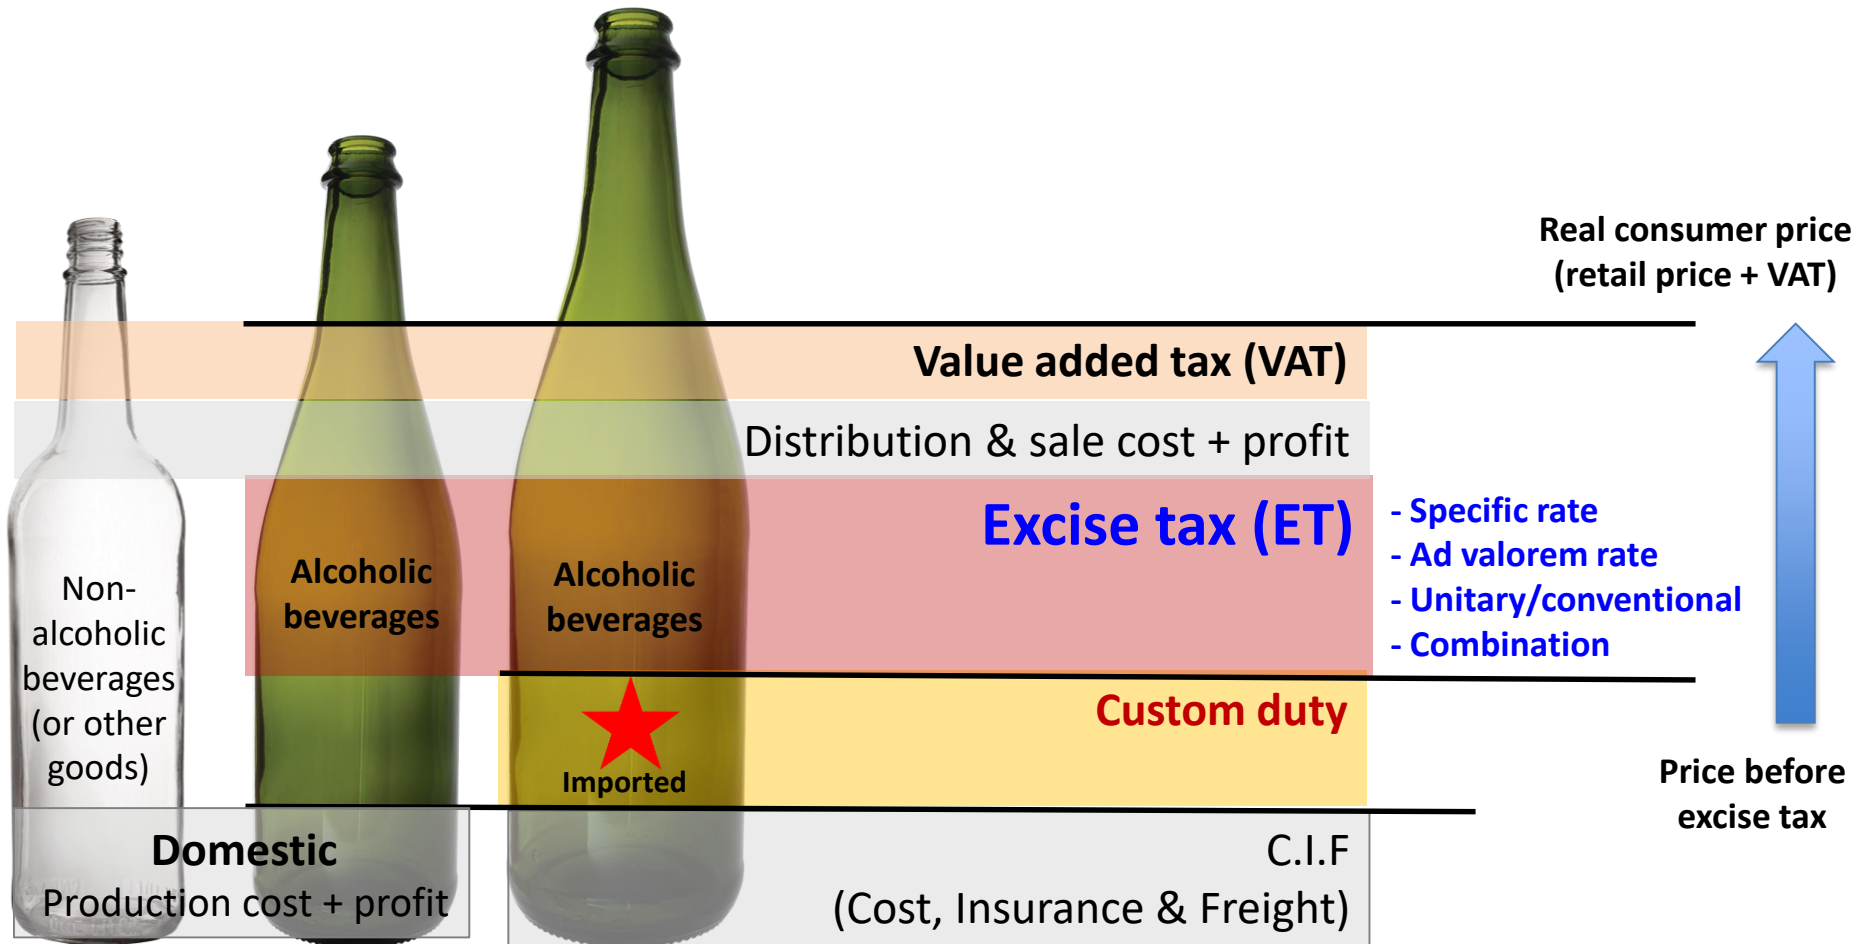 Real consumer price
(retail price + VAT)
Value added tax (VAT)
Distribution & sale cost + profit
Excise tax (ET)
- Specific rate
- Ad valorem rate
- Unitary/conventional
- Combination
Non-
alcoholic
beverages
(or other
goods)
Alcoholic
beverages
Alcoholic
beverages
Custom duty
Imported
Price before
excise tax
Domestic
Production cost + profit
C.I.F
(Cost, Insurance & Freight)